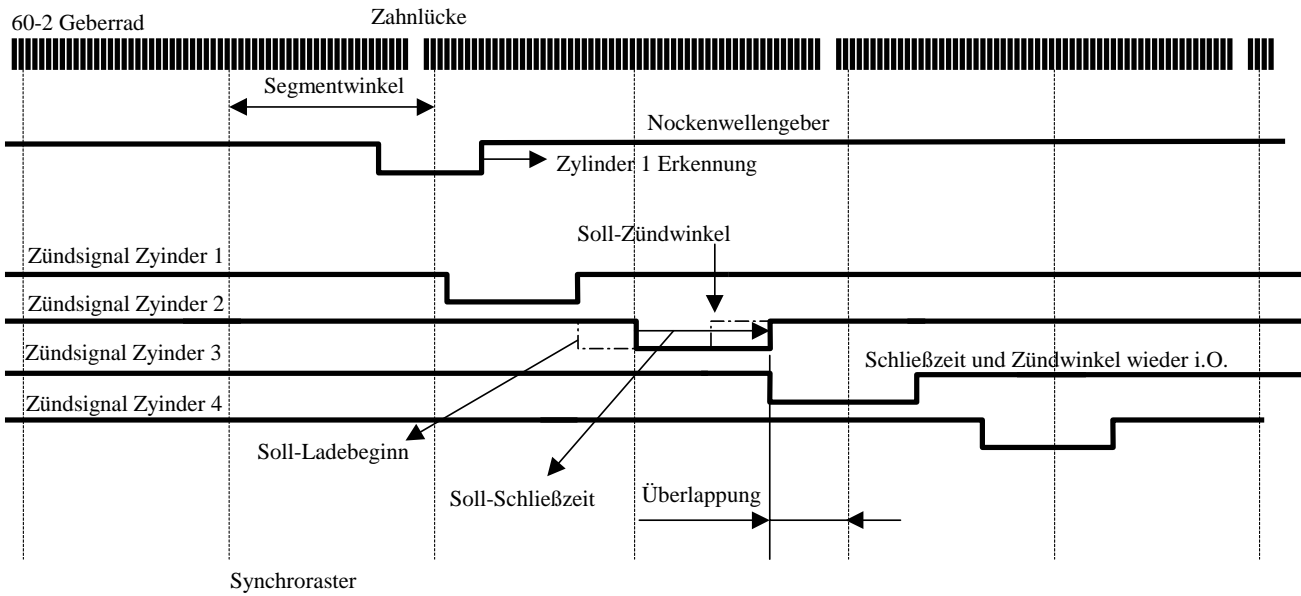 60-2 Geberrad
Zahnlücke
Segmentwinkel
Nockenwellengeber
Zylinder 1 Erkennung
Soll-Zündwinkel
Zündsignal Zyinder 1
Zündsignal Zyinder 2
Zündsignal Zyinder 3
Schließzeit und Zündwinkel wieder i.O.
Zündsignal Zyinder 4
Soll-Ladebeginn
Soll-Schließzeit
Überlappung
Synchroraster